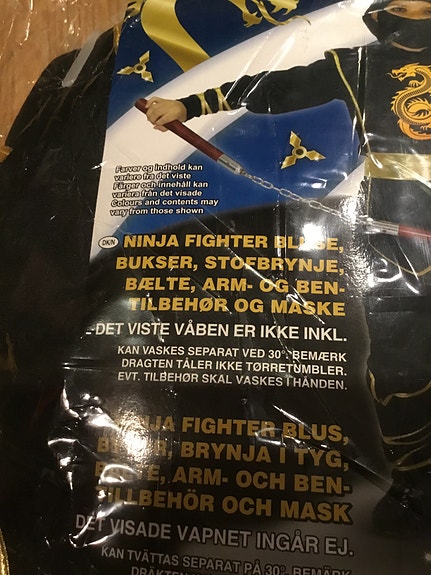 Farver og indhold kan
variere fra det viste
Färger och innehåll kan
variera från det visade
Colours and contents may
vary from those shown
DK/N NINJA FIGHTER BLUSE,
BUKSER, STOFBRYNJE,
BÆLTE, ARM- OG BEN-
TILBEHØR OG MASKE
-DET VISTE VÅBEN ER IKKE INKL.
KAN VASKES SEPARAT VED 30°. BEMÆRK
DRAGTEN TÅLER IKKE TØRRETUMBLER.
EVT. TILBEHØR SKAL VASKES I HÅNDEN.
NINJA FIGHTER BLUS,
BRYNJA I TYG,
ARM- OCH BEN-
TILLBEHÖR OCH MASK
DET VISADE VAPNET INGÅR EJ.
KAN TVÄTTAS SEPARAT PÅ 30°. BEMÄRK
DRÄKTEN